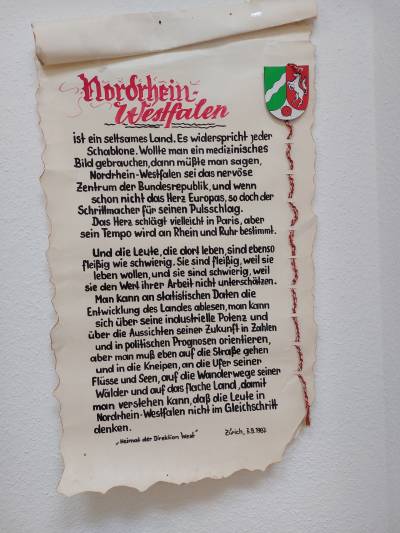 Nordrhein-
Westfalen
ist ein seltsames Land. Es widerspricht jeder
Schablone. Wollte man ein medizinisches
Bild gebrauchen, dann müßte man sagen,
Nordrhein-Westfalen sei das nervöse
Zentrum der Bundesrepublik, und wenn
schon nicht das Herz Europas, so doch der
Schrittmacher für seinen Pulsschlag.
Das Herz schlägt vielleicht in Paris, aber
sein Tempo wird an Rhein und Ruhr bestimmt.
Und die Leute, die dort leben, sind ebenso
fleißig wie schwierig. Sie sind fleißig, weil sie
leben wollen, und sie sind schwierig, weil
sie den Wert ihrer Arbeit nicht unterschätzen.
Man kann an statistischen Daten die
Entwicklung des Landes ablesen, man kann
sich über seine industrielle Potenz und
über die Aussichten seiner Zukunft in Zahlen
und in politischen Prognosen orientieren,
aber man muß eben auf die Straße gehen
und in die Kneipen, an die Ufer seiner
Flüsse und Seen, auf die Wanderwege seiner
Wälder und auf das flache Land, damit
man verstehen kann, daß die Leute in
Nordrhein-Westfalen nicht im Gleichschritt
denken.
„Heimat der Direktion West"
Zürich,